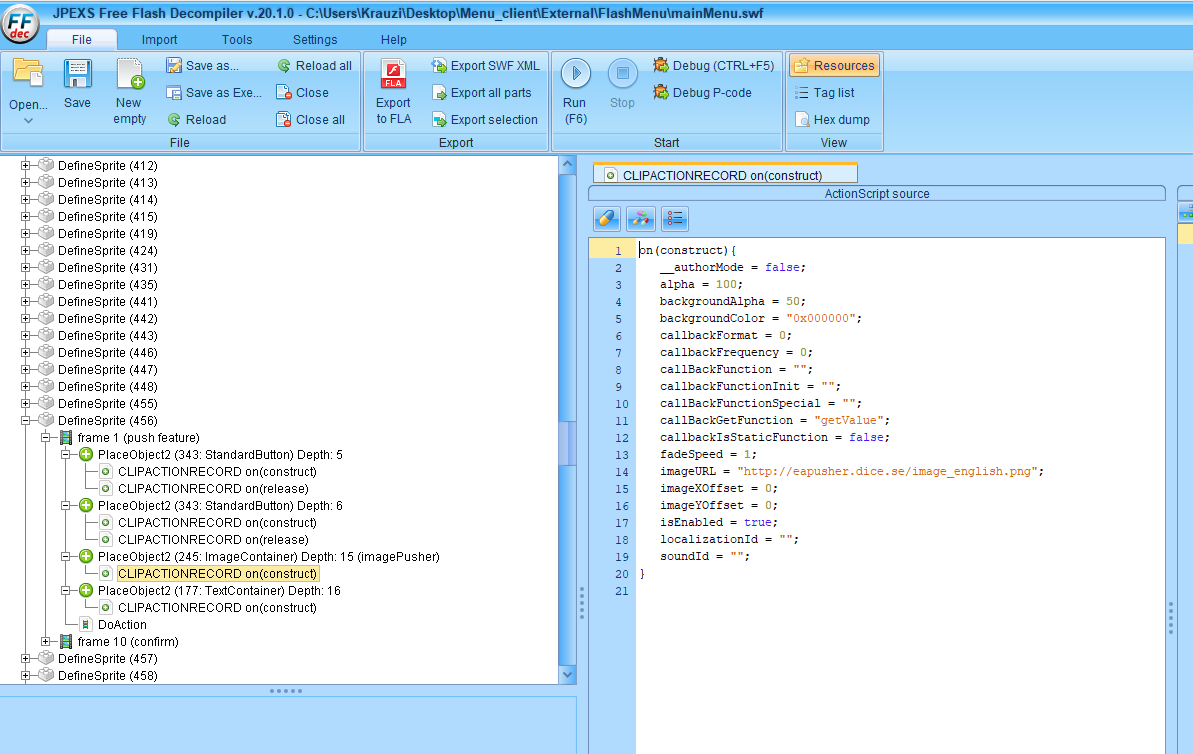 JPEXS Free Flash Decompiler v.20.1.0 - C:\Users\Krauzi\Desktop\Menu_client\External\FlashMenu\mainMenu.swf
FF
dec
File Import Tools Settings Help
Open... Save New empty Save as... Save as Exe... Reload Reload all Close Close all
File
FLA
Export to FLA Export SWF XML Export all parts Export selection
Export
Run (F6) Stop Debug (CTRL+F5) Debug P-code
Start
Resources Tag list Hex dump
View
DefineSprite (412)
DefineSprite (413)
DefineSprite (414)
DefineSprite (415)
DefineSprite (419)
DefineSprite (424)
DefineSprite (431)
DefineSprite (435)
DefineSprite (441)
DefineSprite (442)
DefineSprite (443)
DefineSprite (446)
DefineSprite (447)
DefineSprite (448)
DefineSprite (455)
DefineSprite (456)
frame 1 (push feature)
PlaceObject2 (343: StandardButton) Depth: 5
CLIPACTIONRECORD on(construct)
CLIPACTIONRECORD on(release)
PlaceObject2 (343: StandardButton) Depth: 6
CLIPACTIONRECORD on(construct)
CLIPACTIONRECORD on(release)
PlaceObject2 (245: ImageContainer) Depth: 15 (imagePusher)
CLIPACTIONRECORD on(construct)
PlaceObject2 (177: TextContainer) Depth: 16
CLIPACTIONRECORD on(construct)
DoAction
frame 10 (confirm)
DefineSprite (457)
DefineSprite (458)
CLIPACTIONRECORD on(construct)
ActionScript source
1 on(construct){
2 __authorMode = false;
3 alpha = 100;
4 backgroundAlpha = 50;
5 backgroundColor = "0x000000";
6 callbackFormat = 0;
7 callbackFrequency = 0;
8 callBackFunction = "";
9 callbackFunctionInit = "";
10 callBackFunctionSpecial = "";
11 callBackGetFunction = "getValue";
12 callbackIsStaticFunction = false;
13 fadeSpeed = 1;
14 imageURL = "http://eapusher.dice.se/image_english.png";
15 imageXOffset = 0;
16 imageYOffset = 0;
17 isEnabled = true;
18 localizationId = "";
19 soundId = "";
20 }
21